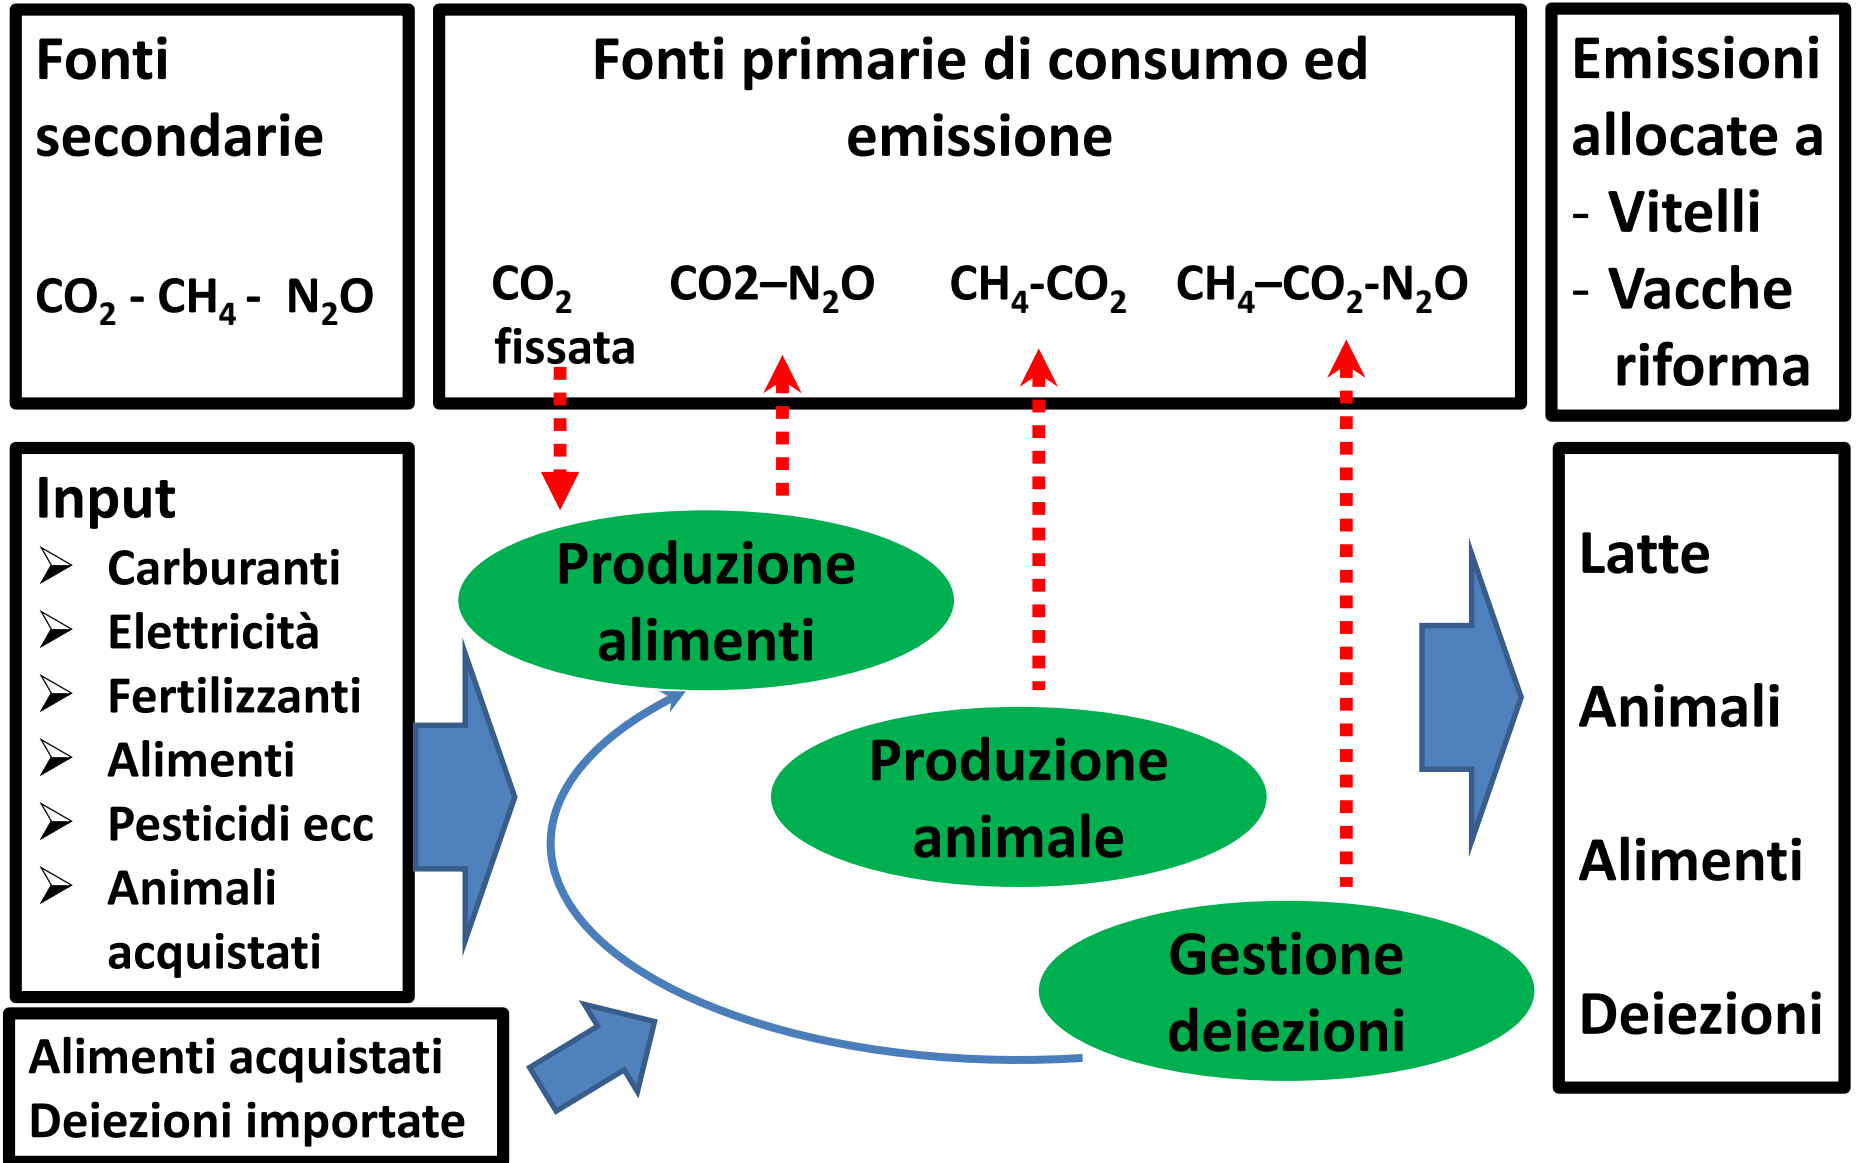 Fonti
secondarie
CO₂ - CH₄ - N₂O
Fonti primarie di consumo ed
emissione
CO₂
fissata
CO2–N₂O
CH₄-CO₂
CH₄–CO₂-N₂O
Emissioni
allocate a
- Vitelli
- Vacche
riforma
Input
➢ Carburanti
➢ Elettricità
➢ Fertilizzanti
➢ Alimenti
➢ Pesticidi ecc
➢ Animali
acquistati
Alimenti acquistati
Deiezioni importate
Produzione
alimenti
Produzione
animale
Gestione
deiezioni
Latte
Animali
Alimenti
Deiezioni